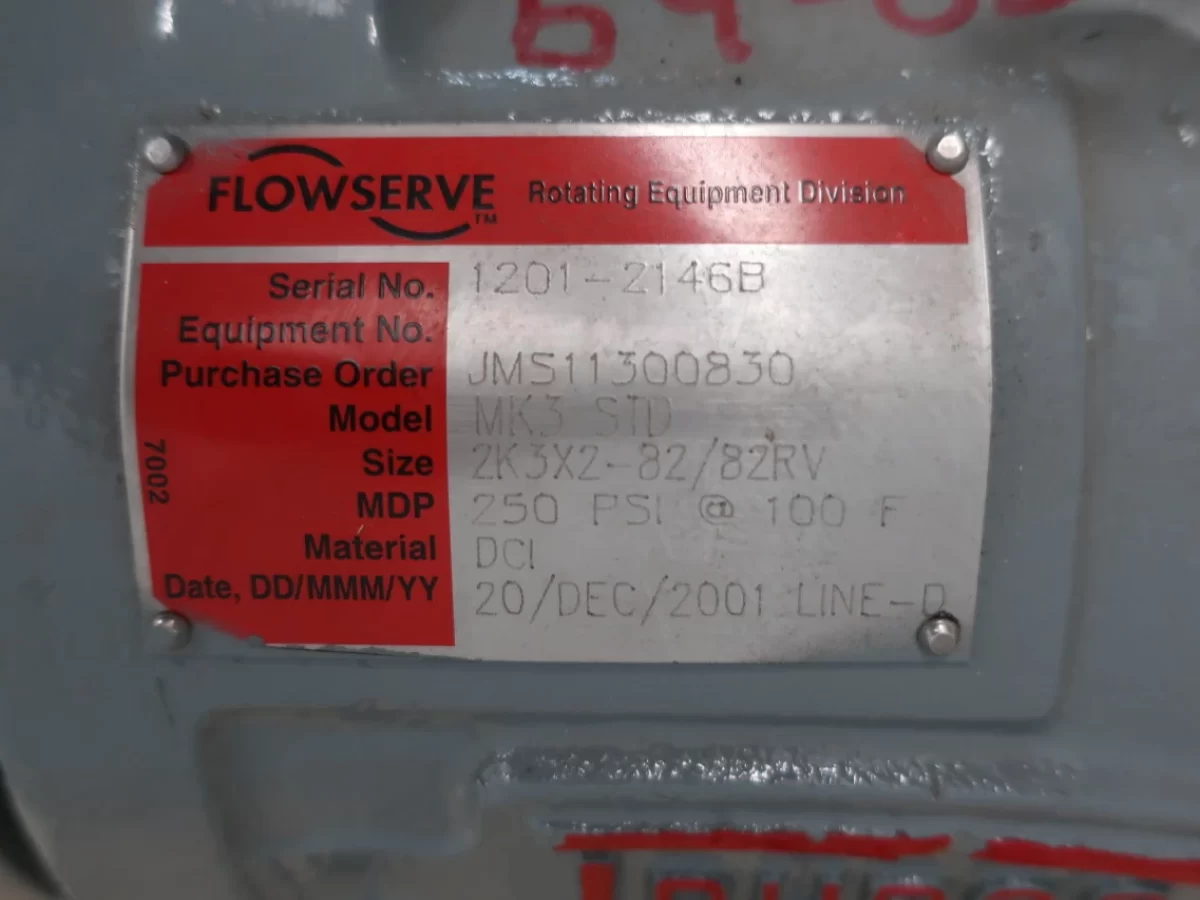 FLOWSERVE™ Rotating Equipment Division
Serial No. 1201-2146B
Equipment No.
Purchase Order JMS11300830
Model MK3 STD
Size 2K3X2-82/82RV
MDP 250 PSI @ 100 F
Material DCI
Date, DD/MMM/YY 20/DEC/2001 LINE-D
7002